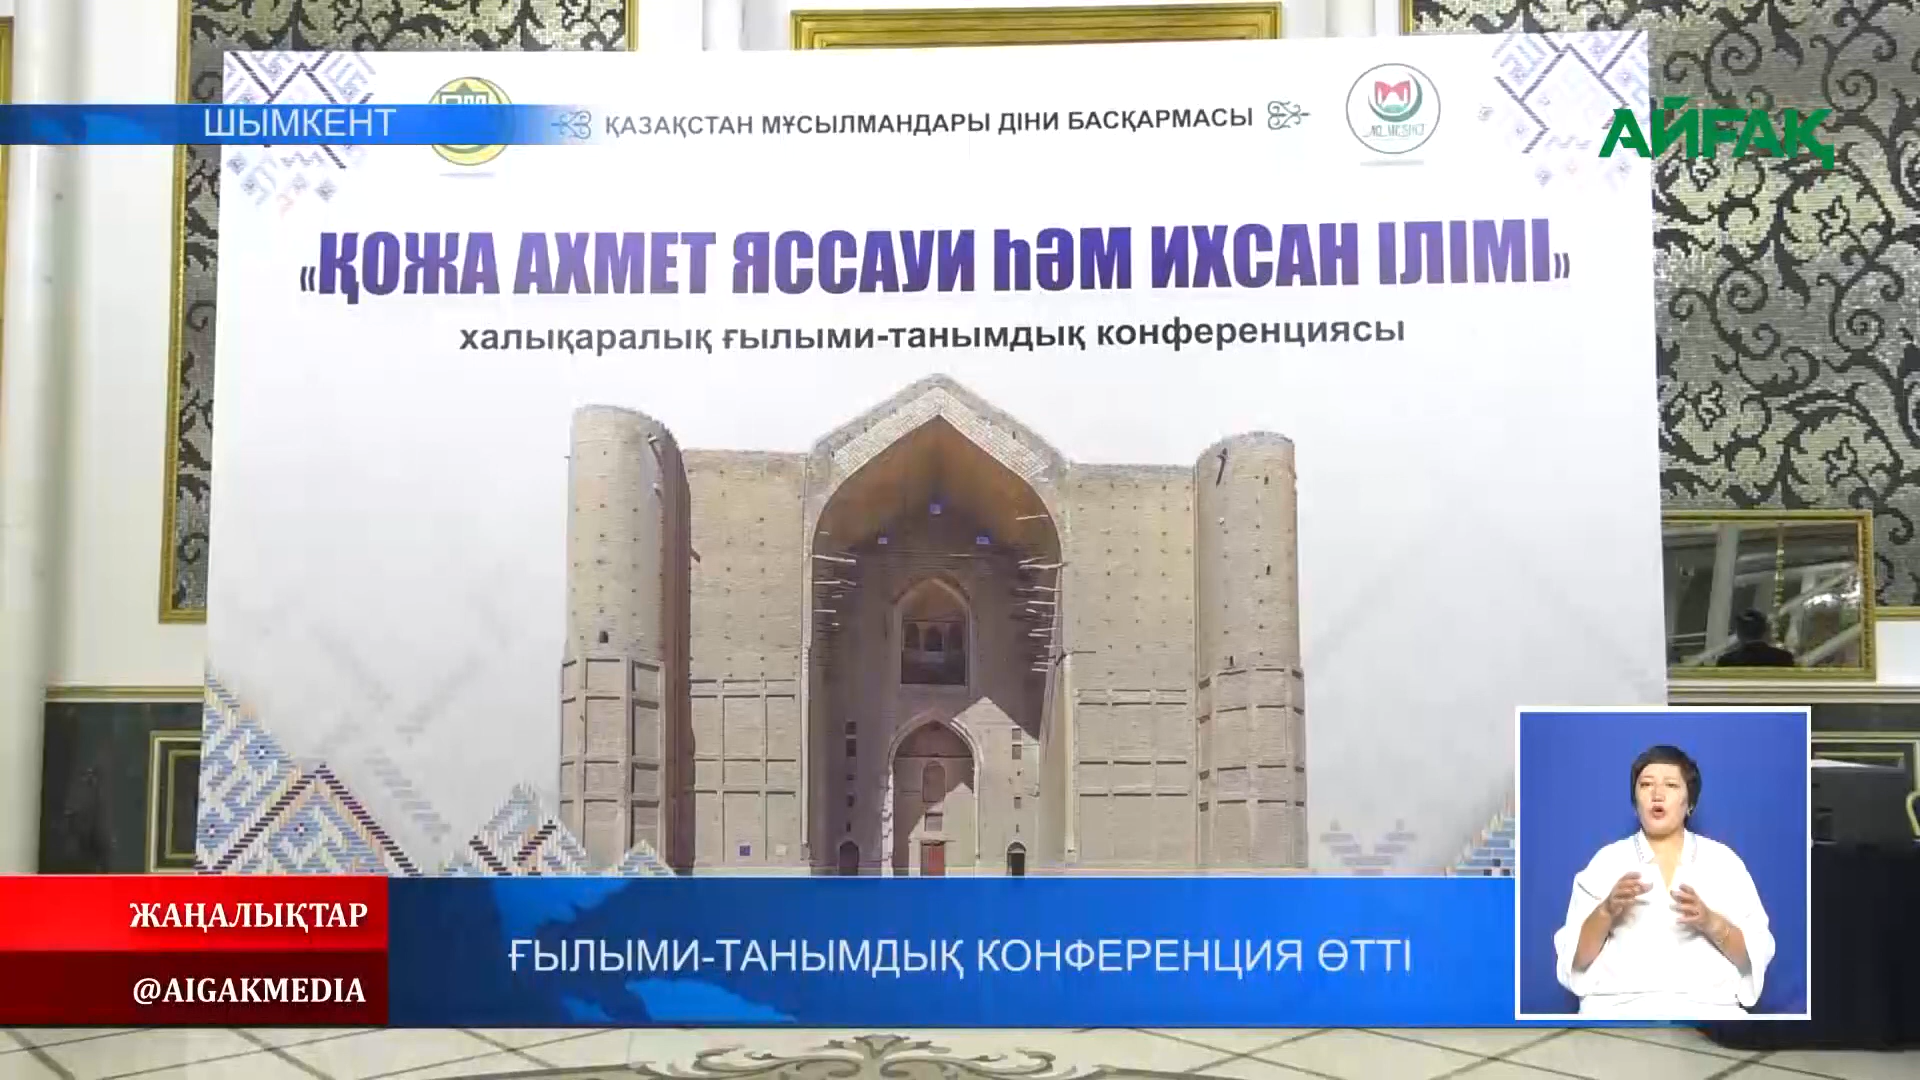 ШЫМКЕНТ
ҚАЗАҚСТАН МҰСЫЛМАНДАРЫ ДІНИ БАСҚАРМАСЫ
АЙҒАҚ
«ҚОЖА АХМЕТ ЯССАУИ ҺӘМ ИХСАН ІЛІМІ»
халықаралық ғылыми-танымдық конференциясы
ЖАҢАЛЫҚТАР
ҒЫЛЫМИ-ТАНЫМДЫҚ КОНФЕРЕНЦИЯ ӨТТІ
@AIGAKMEDIA